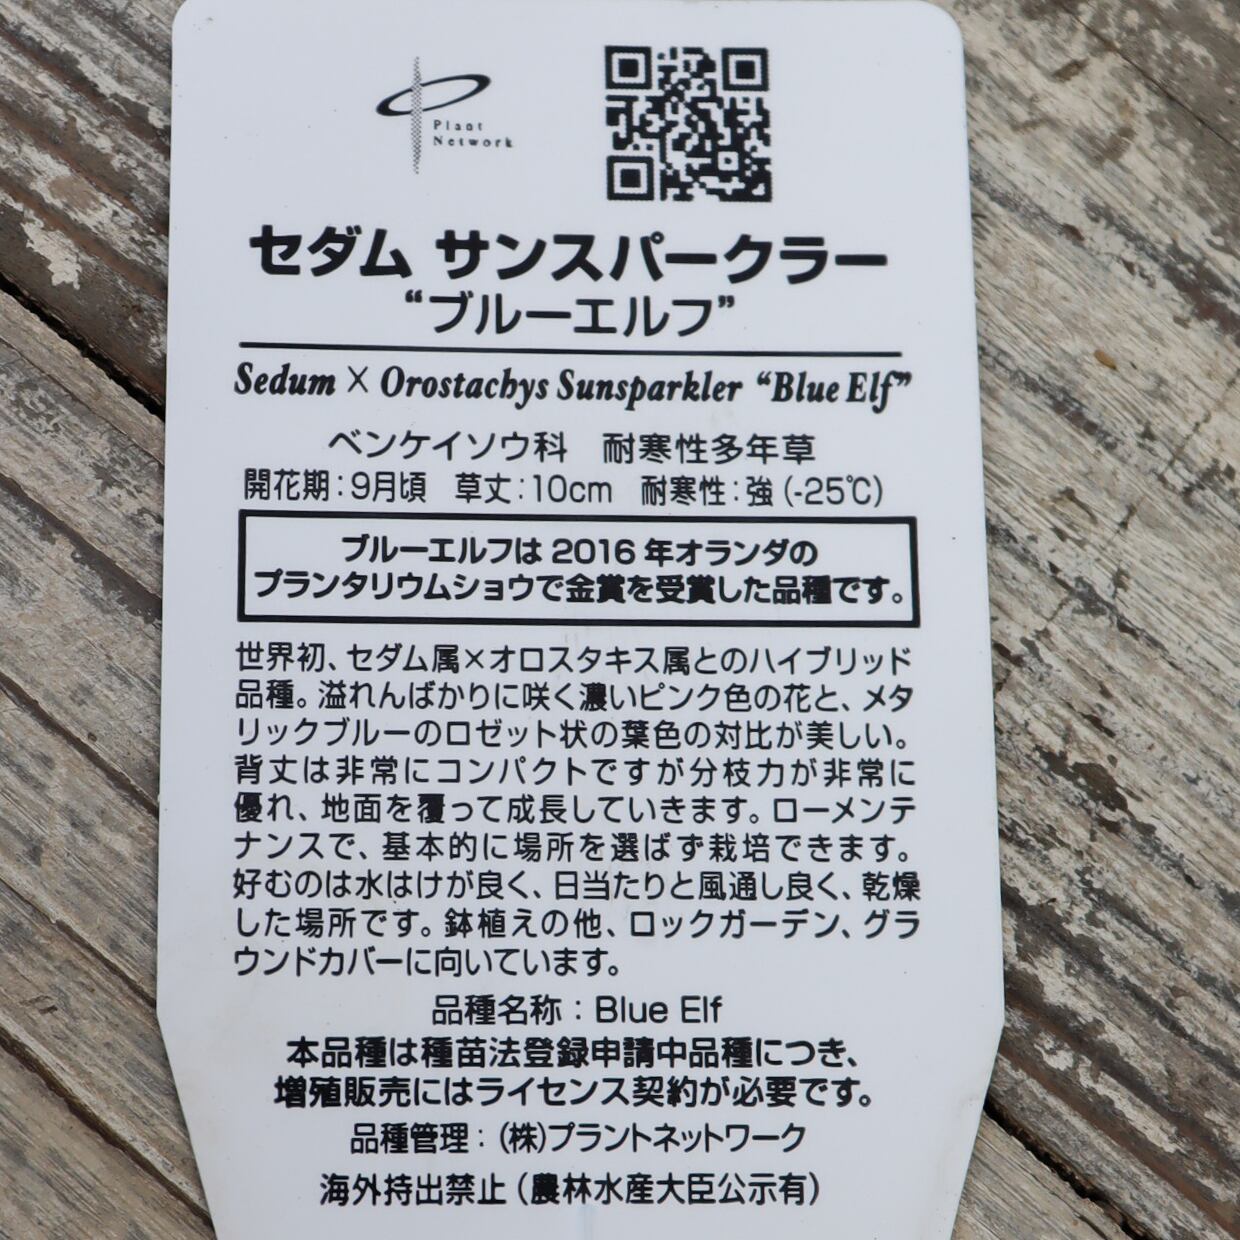 Plant
Network
セダム サンスパークラー
“ブルーエルフ”
Sedum × Orostachys Sunsparkler “Blue Elf”
ベンケイソウ科　耐寒性多年草
開花期：9月頃　草丈：10cm　耐寒性：強 (-25℃)
ブルーエルフは 2016 年オランダの
プランタリウムショウで金賞を受賞した品種です。
世界初、セダム属×オロスタキス属とのハイブリッド
品種。溢れんばかりに咲く濃いピンク色の花と、メタ
リックブルーのロゼット状の葉色の対比が美しい。
背丈は非常にコンパクトですが分枝力が非常に
優れ、地面を覆って成長していきます。ローメンテ
ナンスで、基本的に場所を選ばず栽培できます。
好むのは水はけが良く、日当たりと風通し良く、乾燥
した場所です。鉢植えの他、ロックガーデン、グラ
ウンドカバーに向いています。
品種名称：Blue Elf
本品種は種苗法登録申請中品種につき、
増殖販売にはライセンス契約が必要です。
品種管理：(株)プラントネットワーク
海外持出禁止（農林水産大臣公示有）